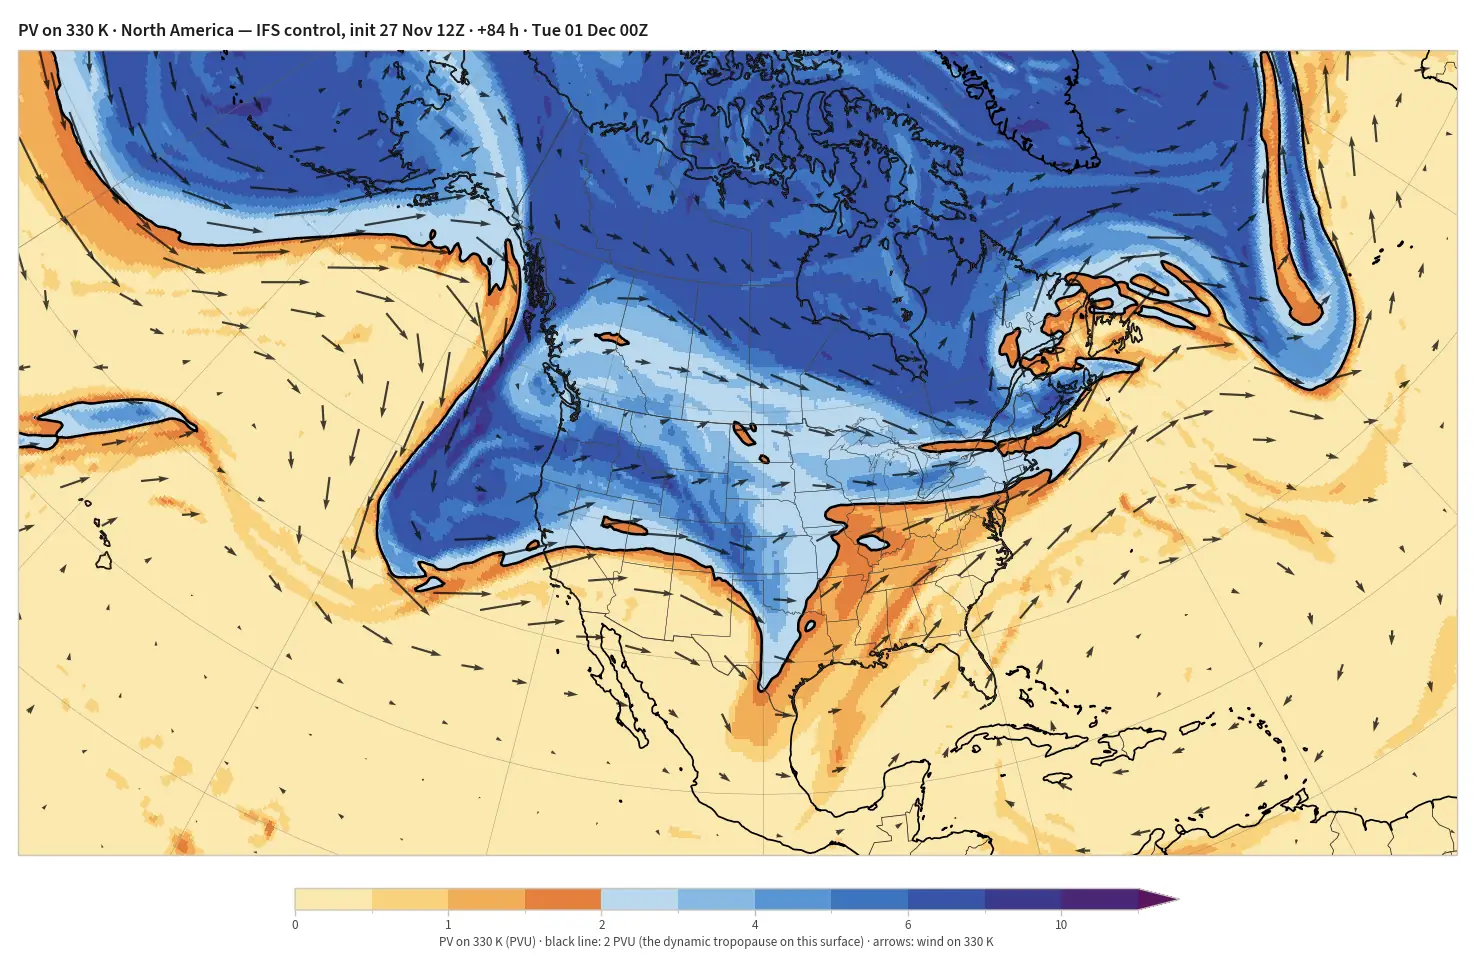 PV on 330 K · North America — IFS control, init 27 Nov 12Z · +84 h · Tue 01 Dec 00Z
0 1 2 4 6 10
PV on 330 K (PVU) · black line: 2 PVU (the dynamic tropopause on this surface) · arrows: wind on 330 K